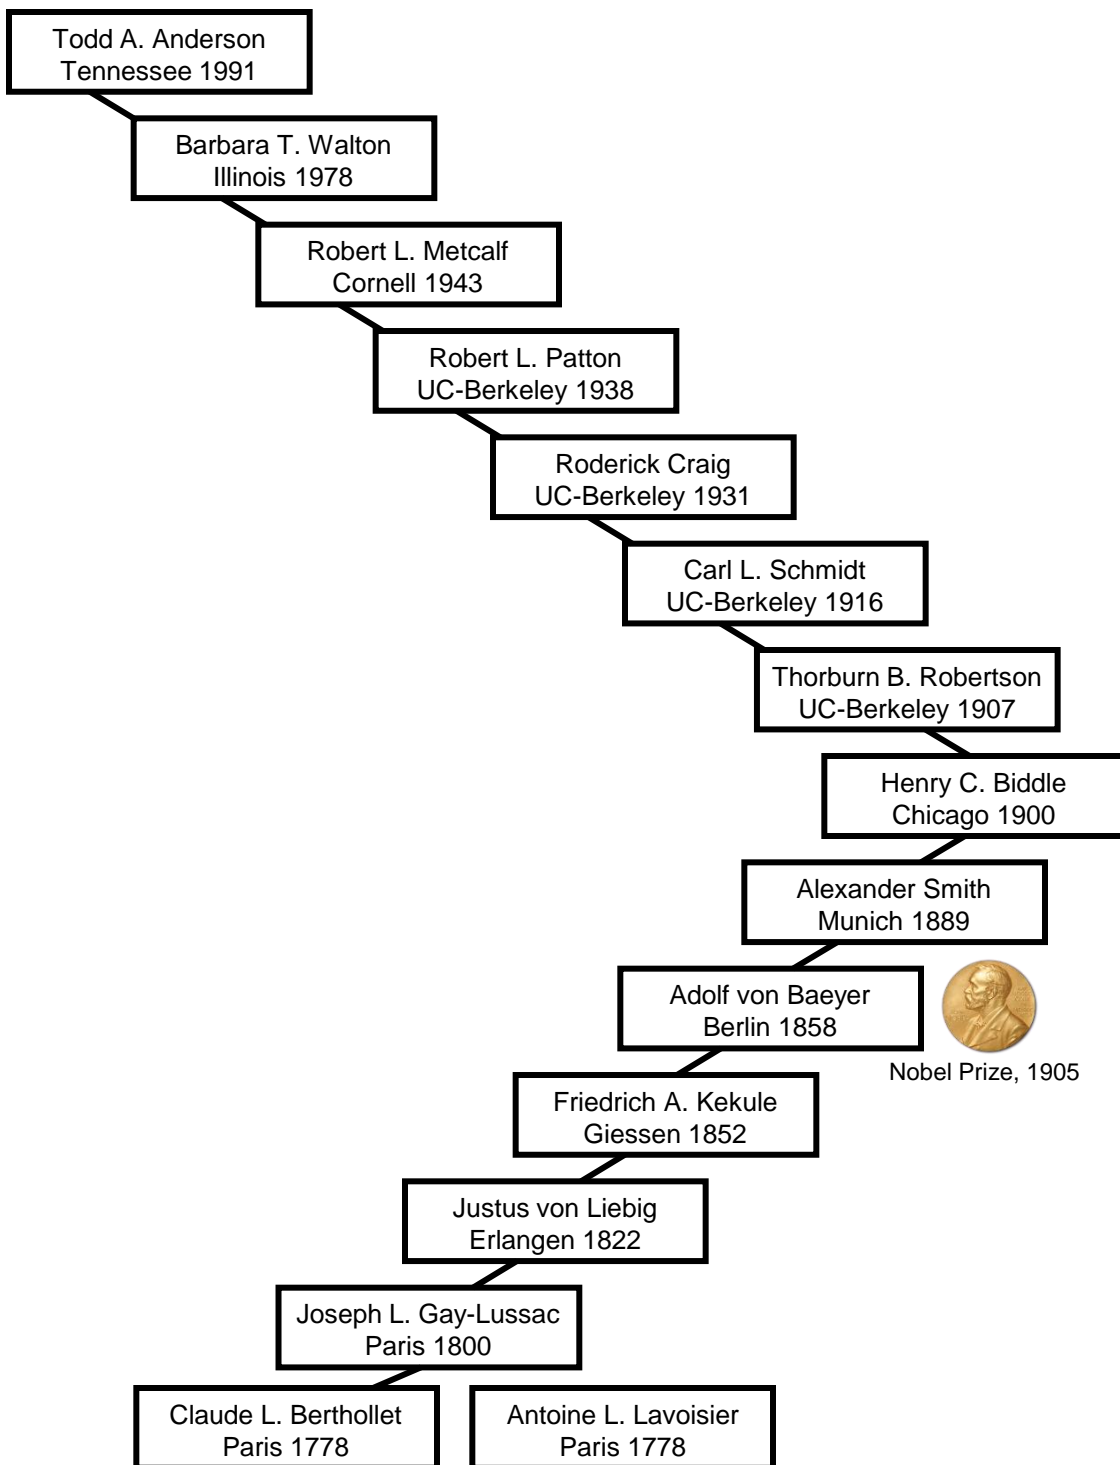 Todd A. Anderson
Tennessee 1991
Barbara T. Walton
Illinois 1978
Robert L. Metcalf
Cornell 1943
Robert L. Patton
UC-Berkeley 1938
Roderick Craig
UC-Berkeley 1931
Carl L. Schmidt
UC-Berkeley 1916
Thorburn B. Robertson
UC-Berkeley 1907
Henry C. Biddle
Chicago 1900
Alexander Smith
Munich 1889
Adolf von Baeyer
Berlin 1858
Nobel Prize, 1905
Friedrich A. Kekule
Giessen 1852
Justus von Liebig
Erlangen 1822
Joseph L. Gay-Lussac
Paris 1800
Claude L. Berthollet
Paris 1778
Antoine L. Lavoisier
Paris 1778